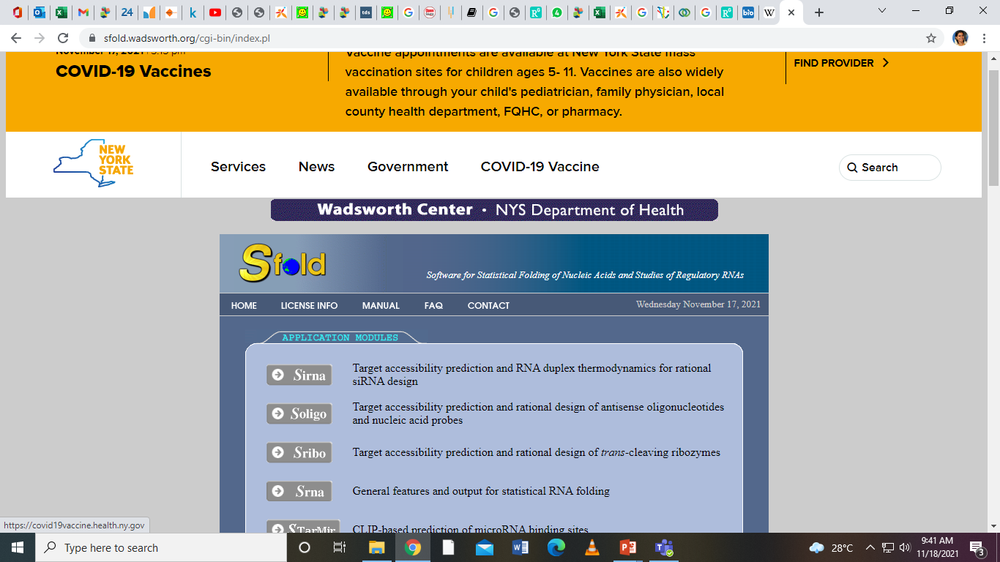 24
tds
bio
W
sfold.wadsworth.org/cgi-bin/index.pl
November 17, 2021 3:15 pm
COVID-19 Vaccines
Vaccine appointments are available at New York State mass
vaccination sites for children ages 5- 11. Vaccines are also widely
available through your child's pediatrician, family physician, local
county health department, FQHC, or pharmacy.
FIND PROVIDER
NEW
YORK
STATE
Services News Government COVID-19 Vaccine
Search
Wadsworth Center • NYS Department of Health
Sfold
Software for Statistical Folding of Nucleic Acids and Studies of Regulatory RNAs
HOME LICENSE INFO MANUAL FAQ CONTACT
Wednesday November 17, 2021
APPLICATION MODULES
Sirna
Target accessibility prediction and RNA duplex thermodynamics for rational
siRNA design
Soligo
Target accessibility prediction and rational design of antisense oligonucleotides
and nucleic acid probes
Sribo
Target accessibility prediction and rational design of trans-cleaving ribozymes
Srna
General features and output for statistical RNA folding
STarMir
CLIP-based prediction of microRNA binding sites
https://covid19vaccine.health.ny.gov
Type here to search
28°C
9:41 AM
11/18/2021
3